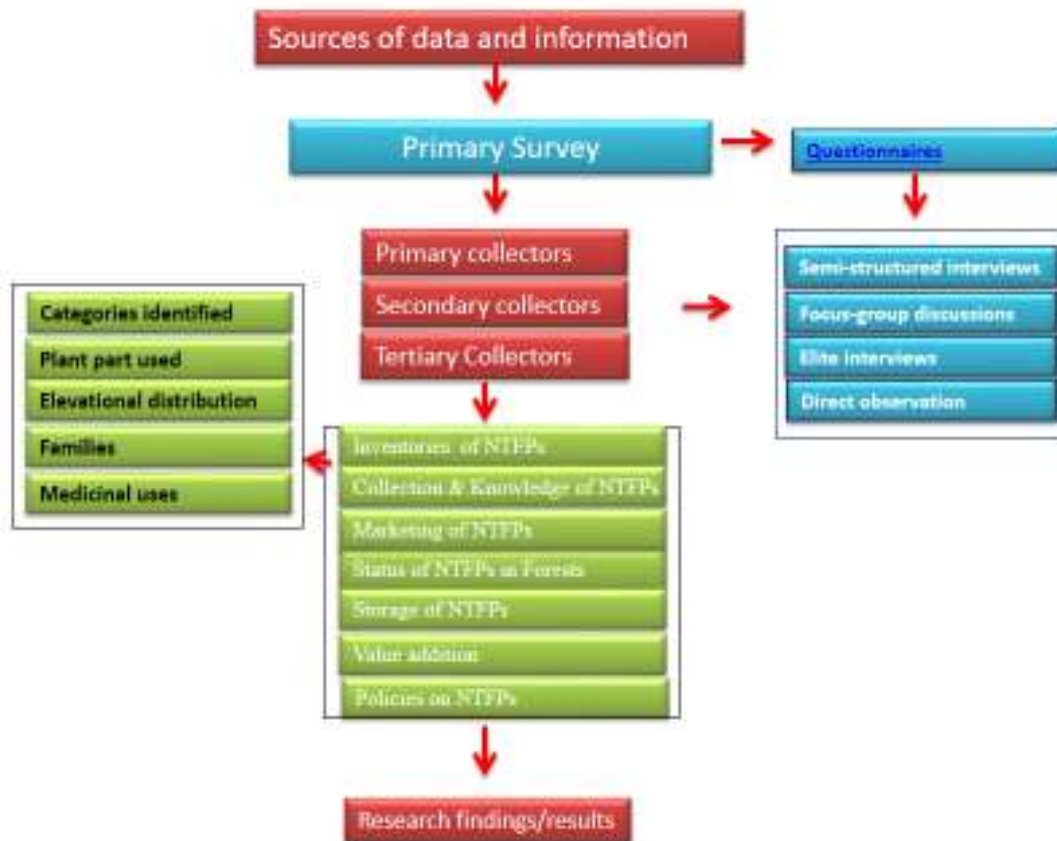 Sources of data and information
Primary Survey
Questionnaires
Primary collectors
Secondary collectors
Tertiary Collectors
Semi-structured interviews
Focus-group discussions
Elite interviews
Direct observation
Categories identified
Plant part used
Elevational distribution
Families
Medicinal uses
Inventories of NTFPs
Collection & Knowledge of NTFPs
Marketing of NTFPs
Status of NTFPs in Forests
Storage of NTFPs
Value addition
Policies on NTFPs
Research findings/results